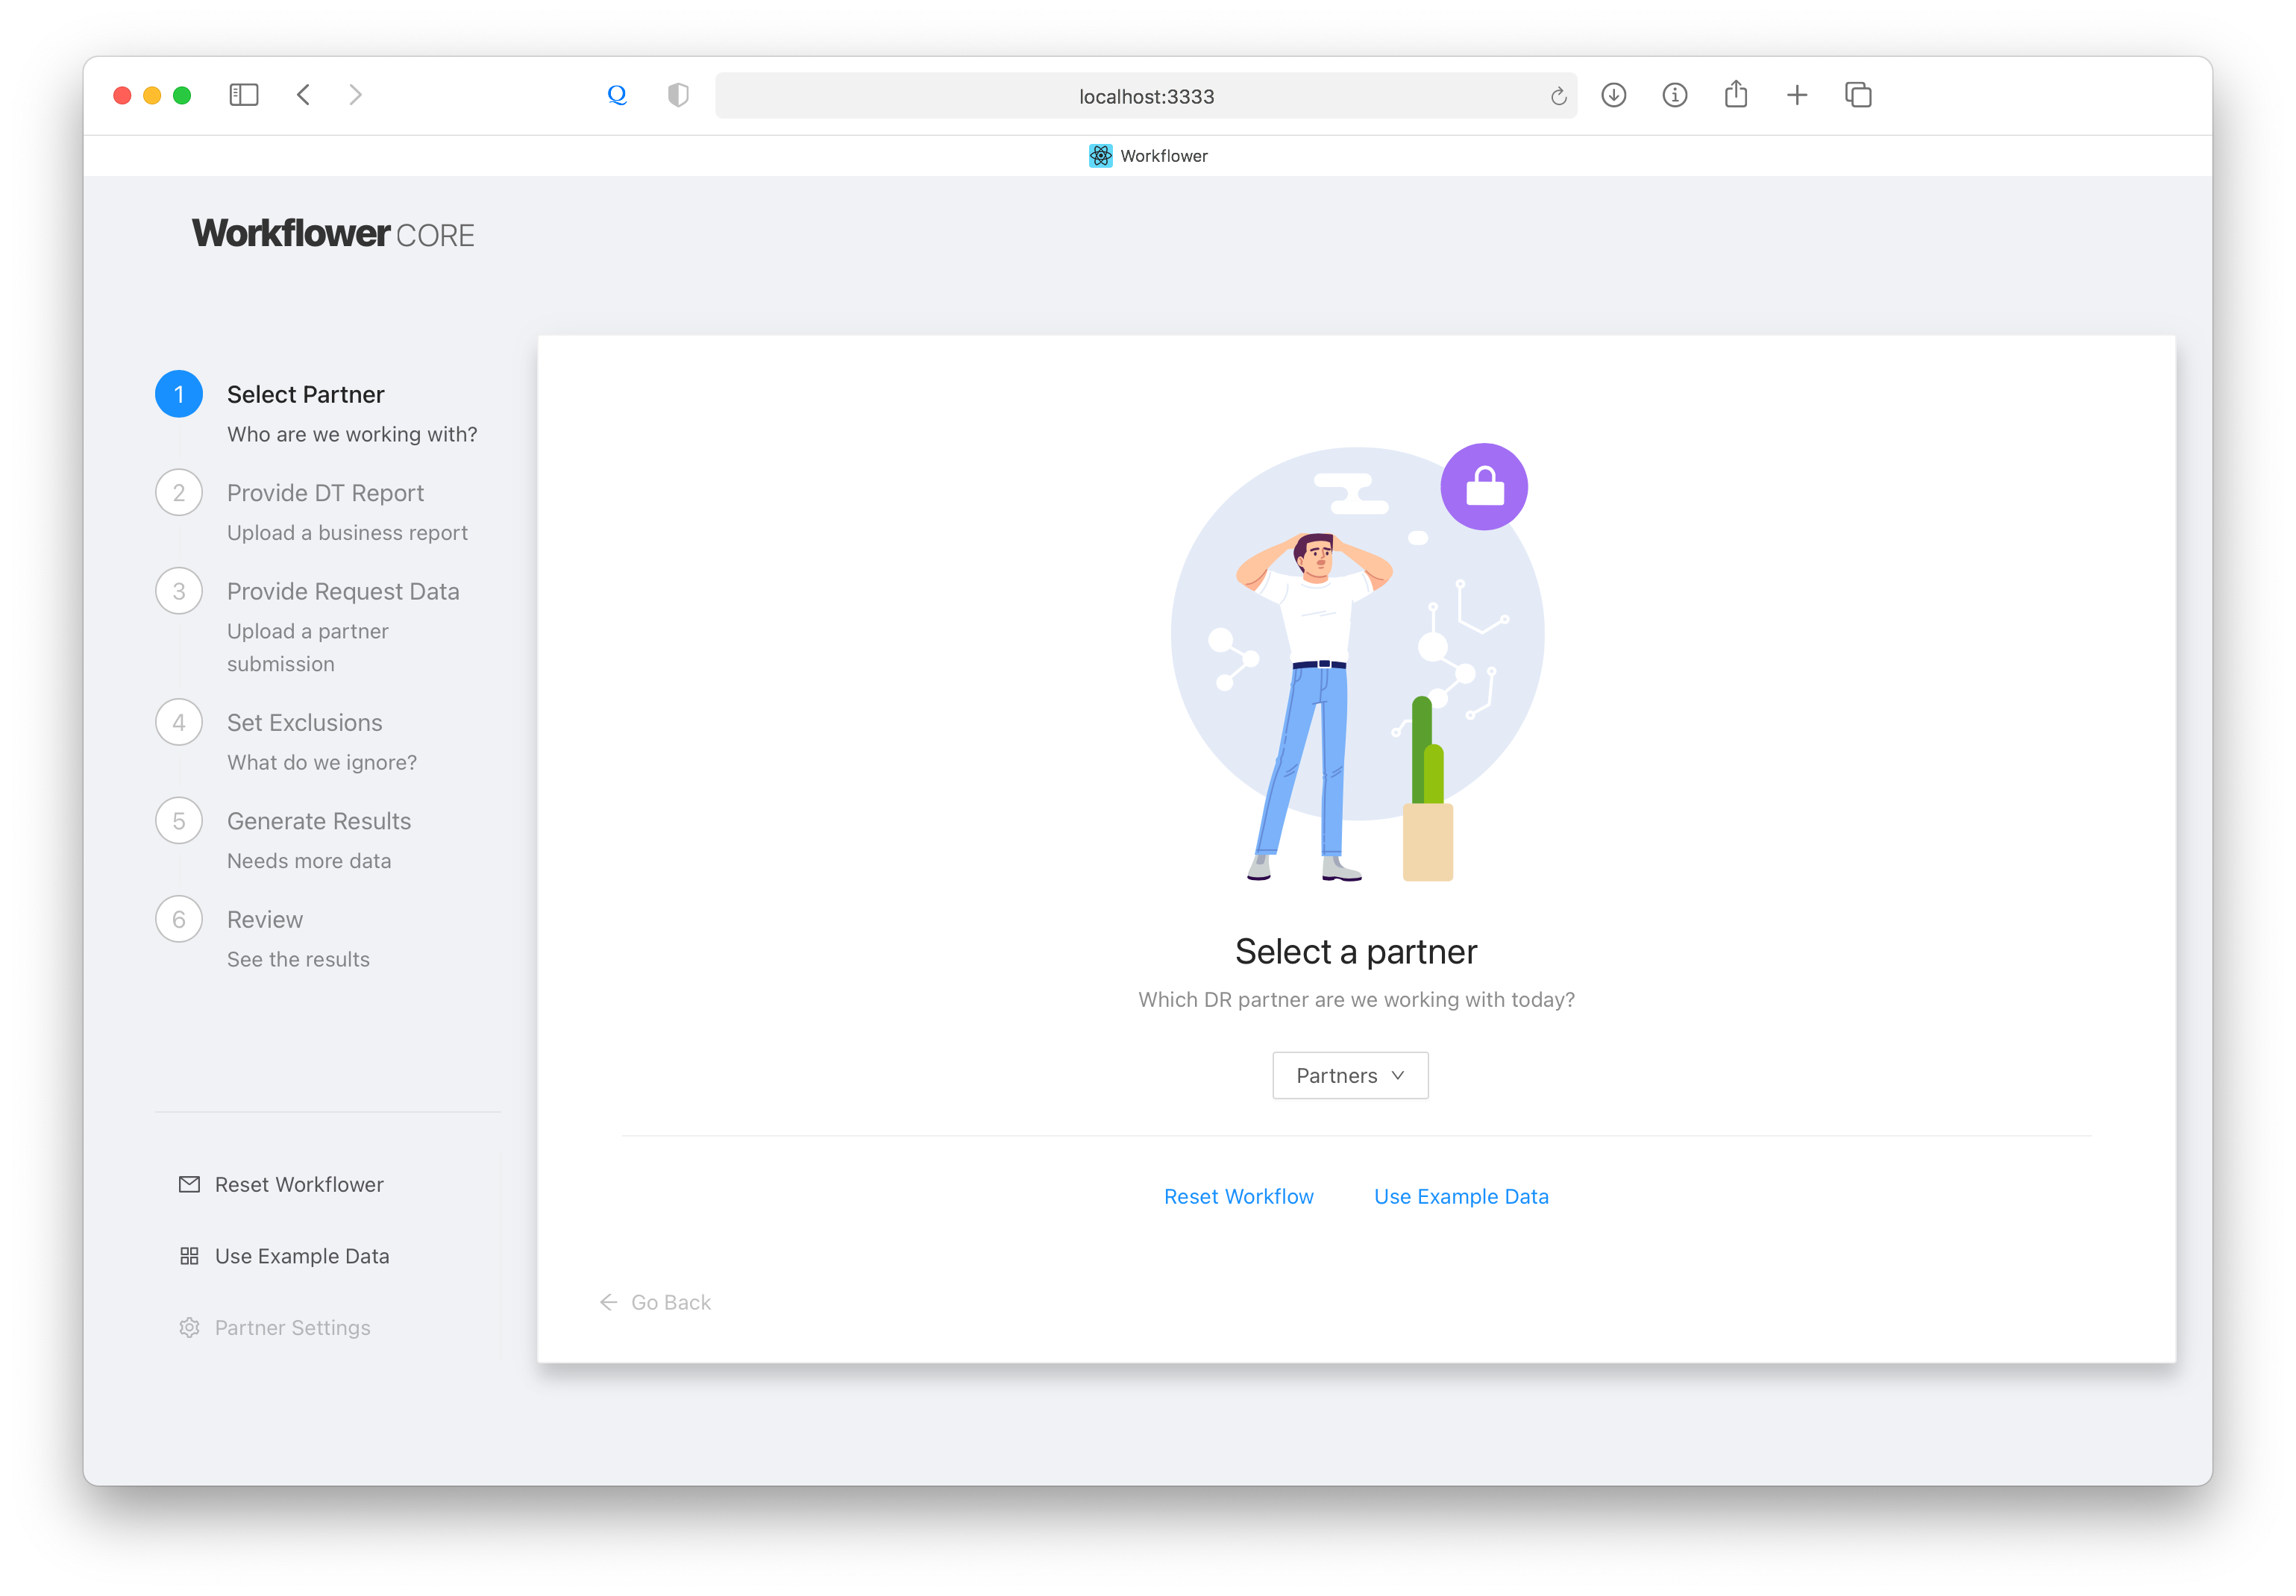 localhost:3333
Workflower
Workflower CORE
1
Select Partner
Who are we working with?
2
Provide DT Report
Upload a business report
3
Provide Request Data
Upload a partner
submission
4
Set Exclusions
What do we ignore?
5
Generate Results
Needs more data
6
Review
See the results
Reset Workflower
Use Example Data
Partner Settings
Select a partner
Which DR partner are we working with today?
Partners
Reset Workflow
Use Example Data
Go Back